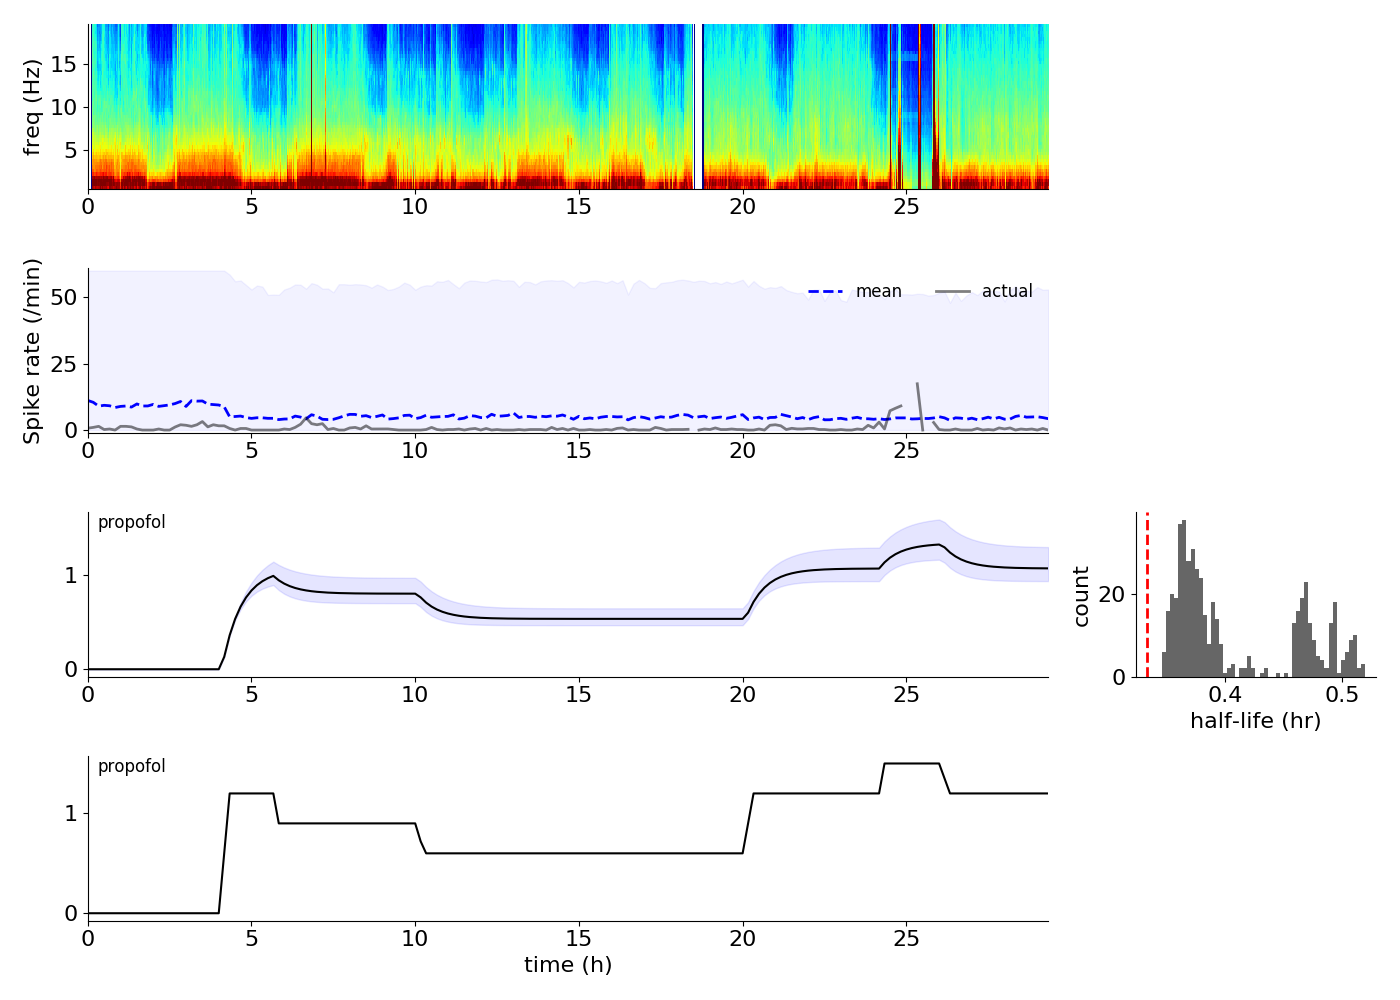 freq (Hz)
15
10
5
0 5 10 15 20 25
Spike rate (/min)
50
25
0
mean actual
0 5 10 15 20 25
propofol
1
0
0 5 10 15 20 25
count
20
0
0.4 0.5
half-life (hr)
propofol
1
0
0 5 10 15 20 25
time (h)